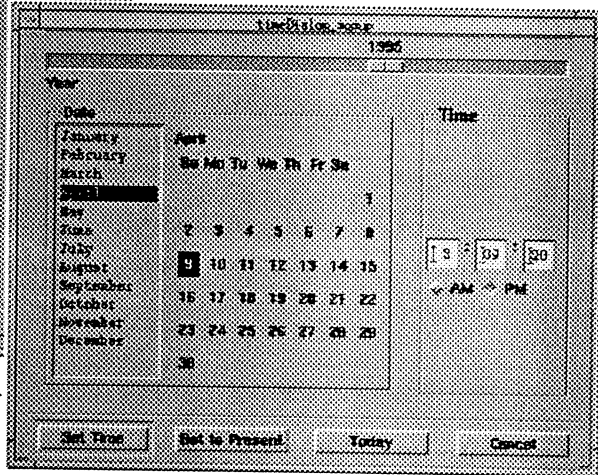 timeDialog_popup
1995
Year
Date
January
February
March
April
May
June
July
August
September
October
November
December
April
Su Mo Tu We Th Fr Sa
1
2 3 4 5 6 7 8
9 10 11 12 13 14 15
16 17 18 19 20 21 22
23 24 25 26 27 28 29
30
Time
: 00 : 00
AM PM
Set Time Set to Present Today Cancel